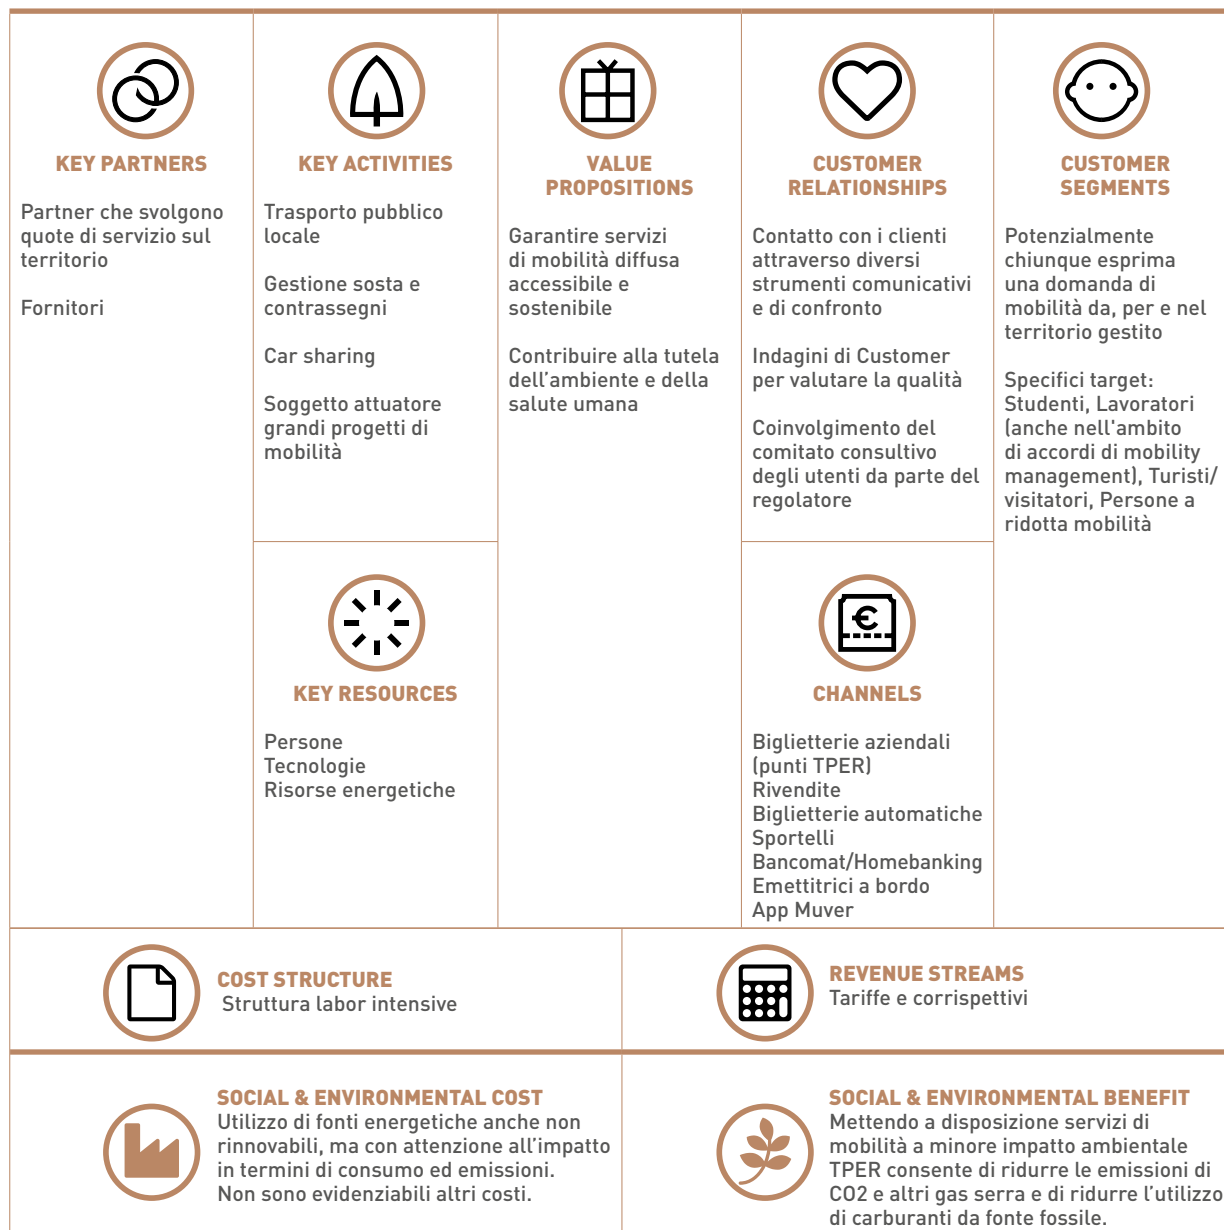 KEY PARTNERS
Partner che svolgono
quote di servizio sul
territorio
Fornitori
KEY ACTIVITIES
Trasporto pubblico
locale
Gestione sosta e
contrassegni
Car sharing
Soggetto attuatore
grandi progetti di
mobilità
KEY RESOURCES
Persone
Tecnologie
Risorse energetiche
VALUE
PROPOSITIONS
Garantire servizi
di mobilità diffusa
accessibile e
sostenibile
Contribuire alla tutela
dell’ambiente e della
salute umana
CUSTOMER
RELATIONSHIPS
Contatto con i clienti
attraverso diversi
strumenti comunicativi
e di confronto
Indagini di Customer
per valutare la qualità
Coinvolgimento del
comitato consultivo
degli utenti da parte del
regolatore
€
CHANNELS
Biglietterie aziendali
(punti TPER)
Rivendite
Biglietterie automatiche
Sportelli
Bancomat/Homebanking
Emettitrici a bordo
App Muver
CUSTOMER
SEGMENTS
Potenzialmente
chiunque esprima
una domanda di
mobilità da, per e nel
territorio gestito
Specifici target:
Studenti, Lavoratori
(anche nell'ambito
di accordi di mobility
management), Turisti/
visitatori, Persone a
ridotta mobilità
COST STRUCTURE
Struttura labor intensive
REVENUE STREAMS
Tariffe e corrispettivi
SOCIAL & ENVIRONMENTAL COST
Utilizzo di fonti energetiche anche non
rinnovabili, ma con attenzione all’impatto
in termini di consumo ed emissioni.
Non sono evidenziabili altri costi.
SOCIAL & ENVIRONMENTAL BENEFIT
Mettendo a disposizione servizi di
mobilità a minore impatto ambientale
TPER consente di ridurre le emissioni di
CO2 e altri gas serra e di ridurre l’utilizzo
di carburanti da fonte fossile.